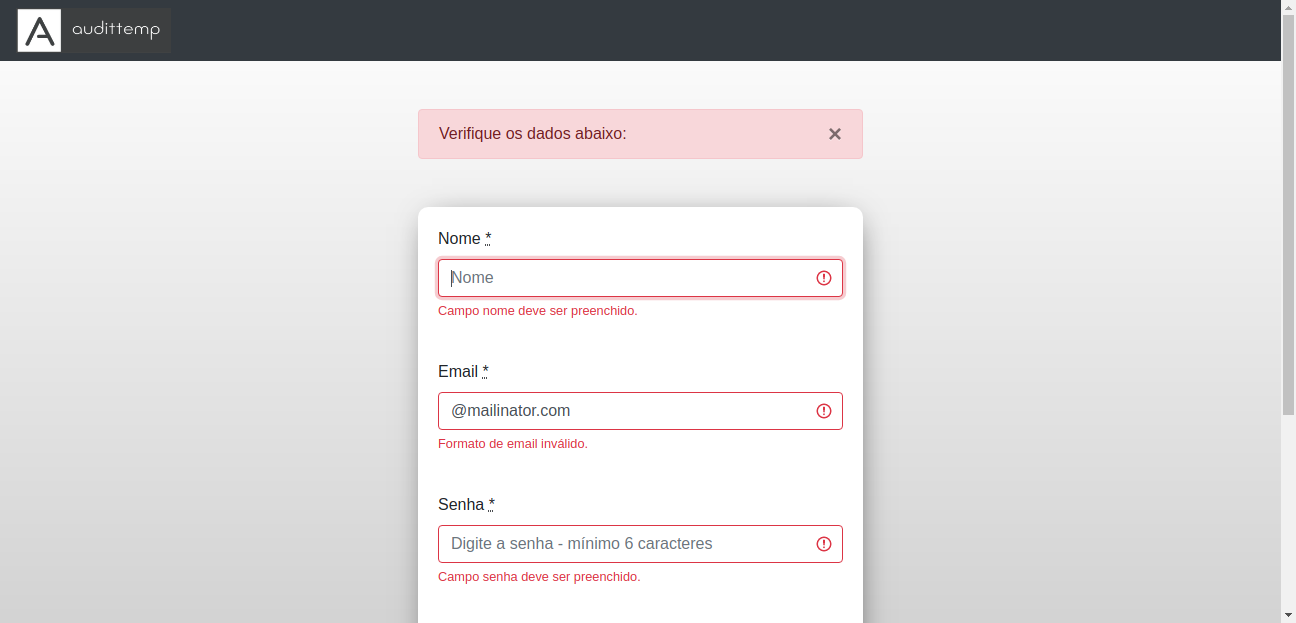 audittemp
Verifique os dados abaixo:
Nome *
Nome
Campo nome deve ser preenchido.
Email *
@mailinator.com
Formato de email inválido.
Senha *
Digite a senha - mínimo 6 caracteres
Campo senha deve ser preenchido.